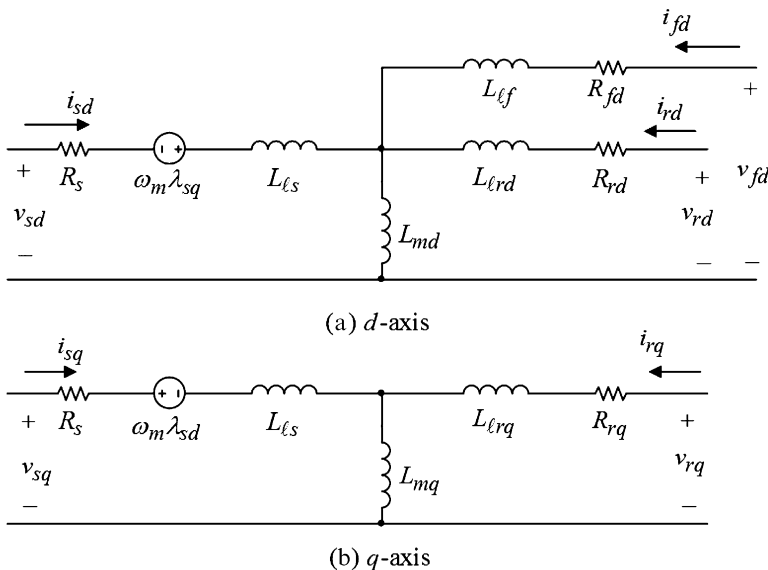 i_fd
L_ℓf R_fd
i_sd i_rd
+ R_s - + ω_m λ_sq L_ℓs L_ℓrd R_rd + +
v_sd L_md v_rd v_fd
− − −
(a) d-axis
i_sq i_rq
+ R_s + - ω_m λ_sd L_ℓs L_ℓrq R_rq +
v_sq L_mq v_rq
− −
(b) q-axis